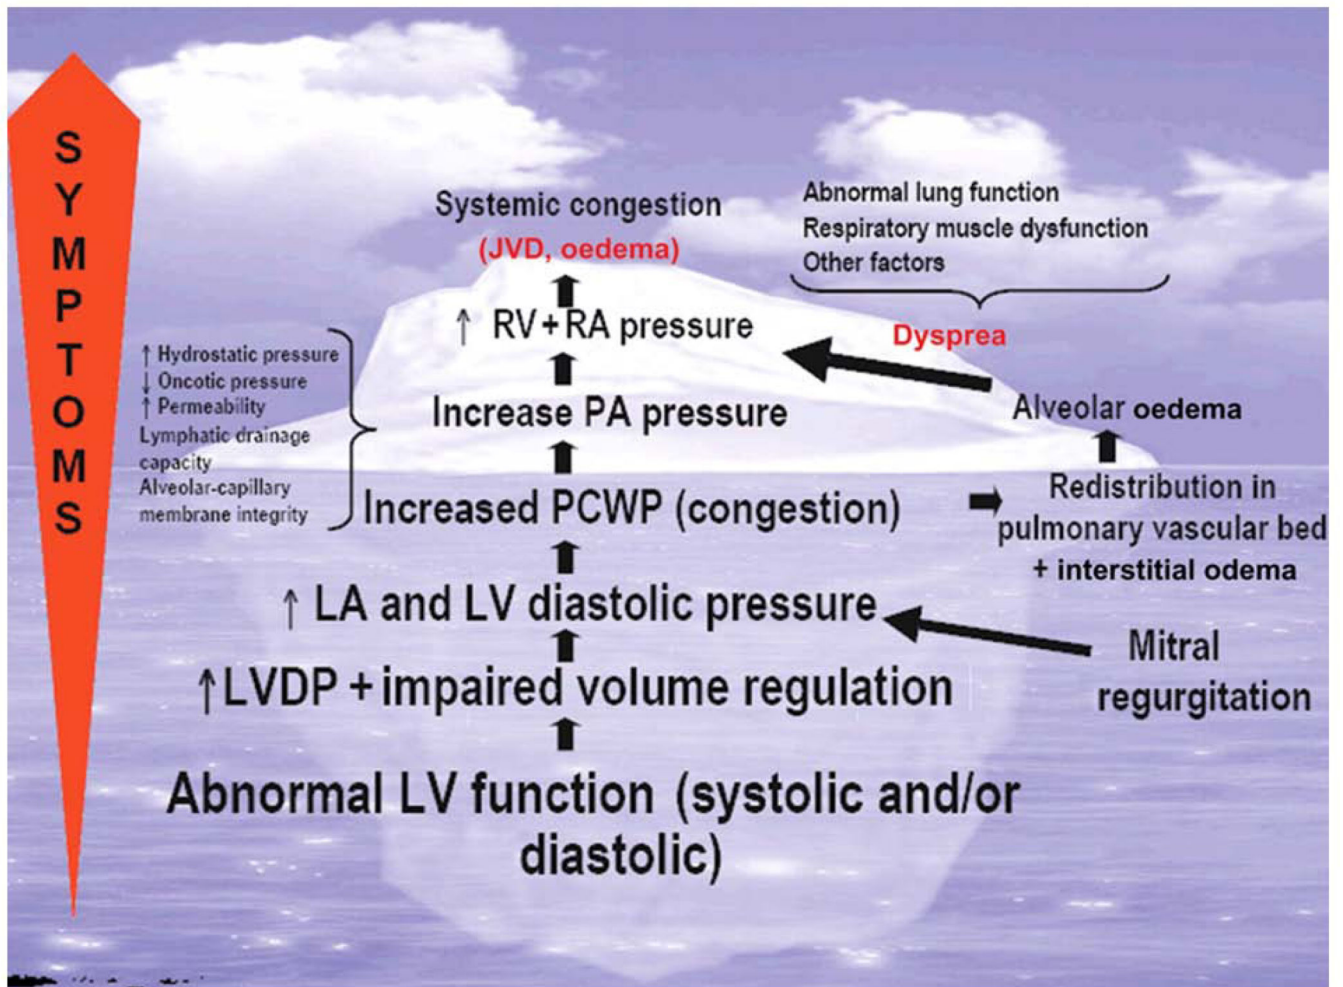 SYMPTOMS
Systemic congestion
(JVD, oedema)
↑ RV + RA pressure
Increase PA pressure
Increased PCWP (congestion)
↑ LA and LV diastolic pressure
↑ LVDP + impaired volume regulation
Abnormal LV function (systolic and/or
diastolic)
↑ Hydrostatic pressure
↓ Oncotic pressure
↑ Permeability
Lymphatic drainage
capacity
Alveolar-capillary
membrane integrity
Abnormal lung function
Respiratory muscle dysfunction
Other factors
Dysprea
Alveolar oedema
Redistribution in
pulmonary vascular bed
+ interstitial odema
Mitral
regurgitation